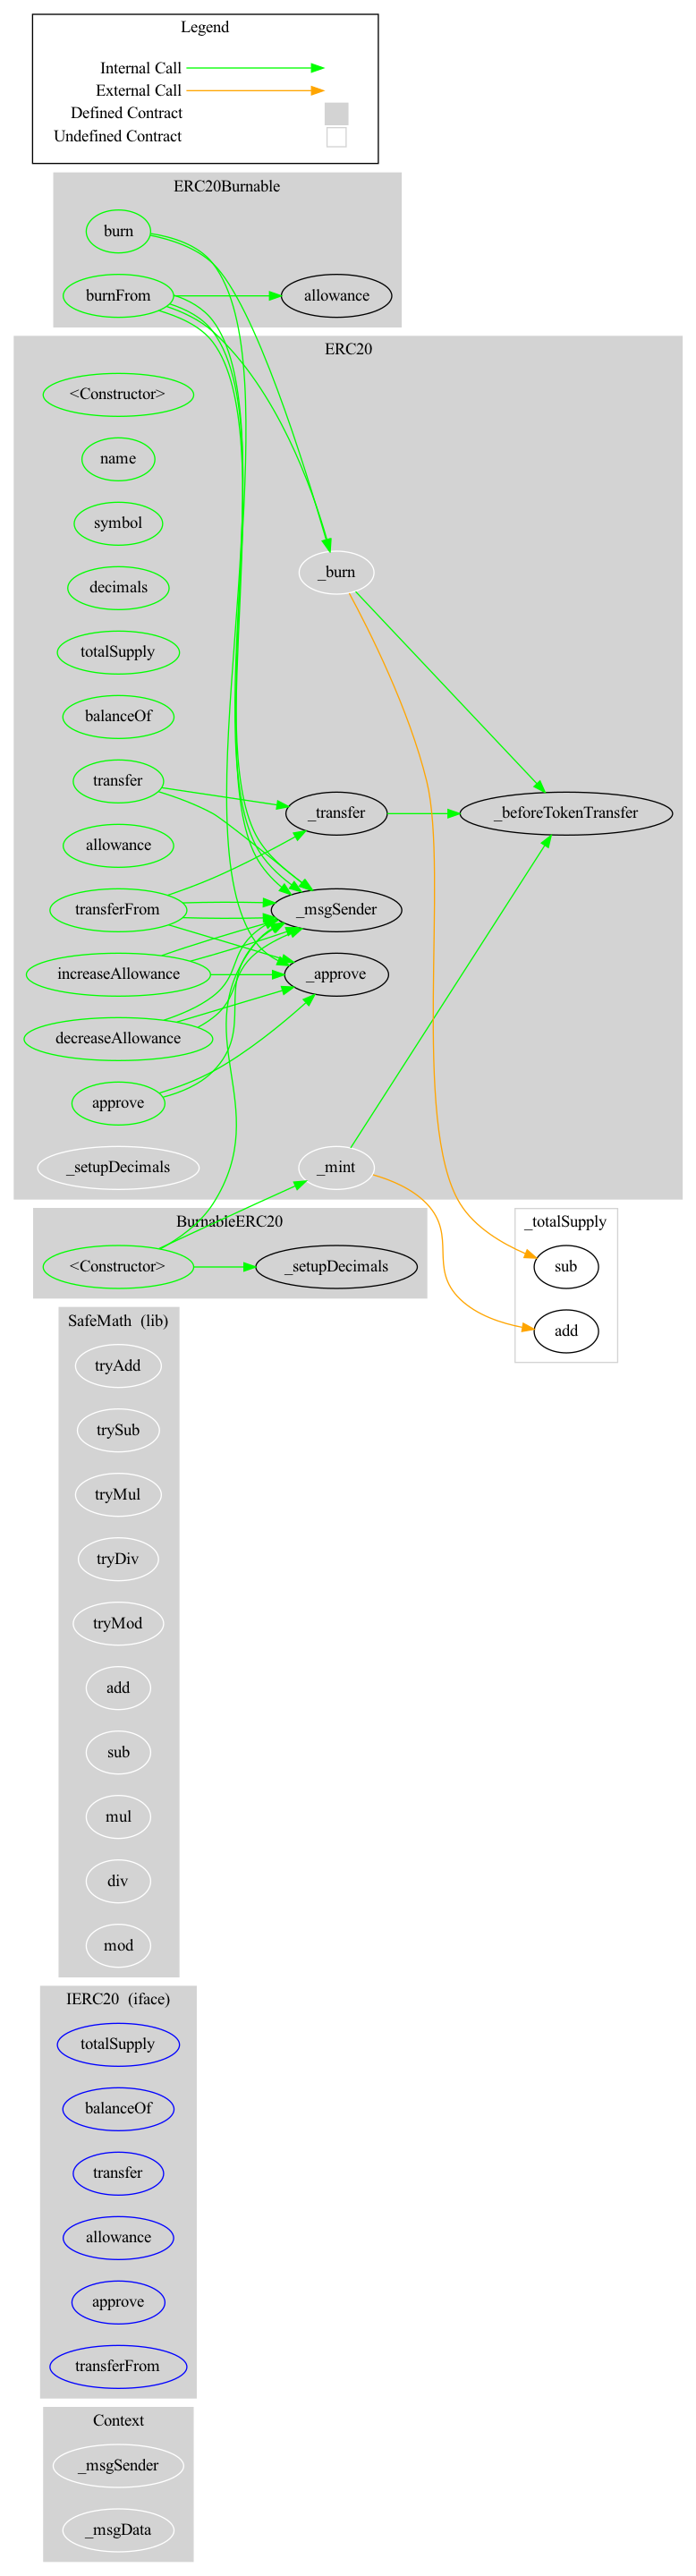 Legend
Internal Call
External Call
Defined Contract
Undefined Contract
ERC20Burnable
burn
burnFrom
allowance
ERC20
<Constructor>
name
symbol
_burn
decimals
totalSupply
balanceOf
transfer
_transfer
_beforeTokenTransfer
allowance
transferFrom
_msgSender
increaseAllowance
_approve
decreaseAllowance
approve
_setupDecimals
_mint
BurnableERC20
<Constructor>
_setupDecimals
_totalSupply
sub
add
SafeMath (lib)
tryAdd
trySub
tryMul
tryDiv
tryMod
add
sub
mul
div
mod
IERC20 (iface)
totalSupply
balanceOf
transfer
allowance
approve
transferFrom
Context
_msgSender
_msgData